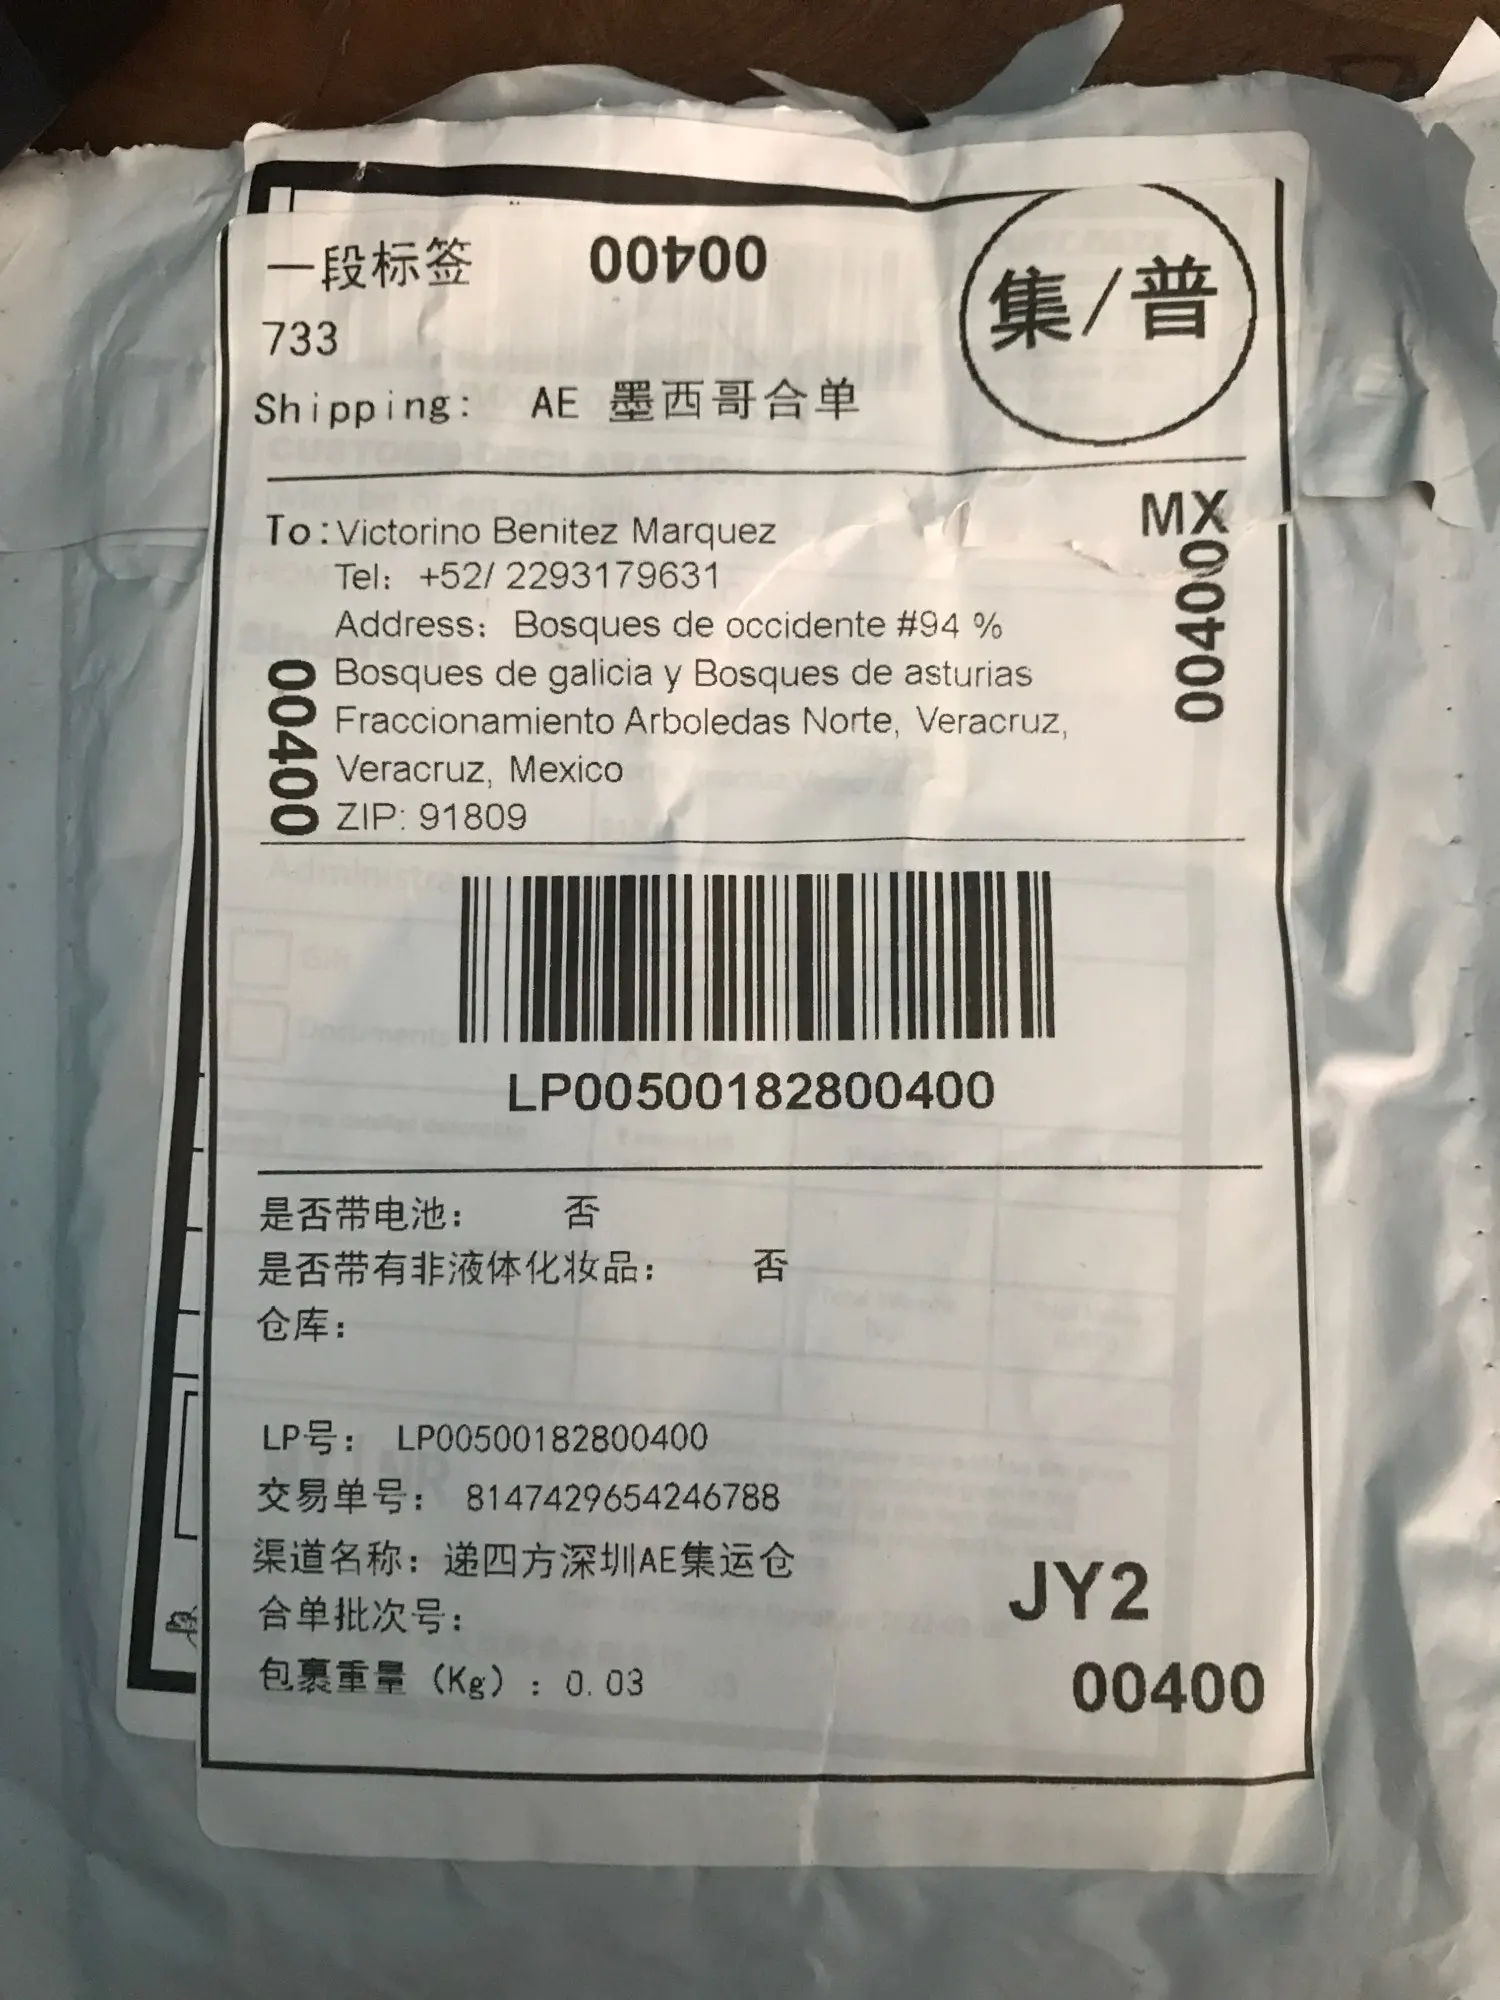 一段标签 00400
集/普
733
Shipping: AE 墨西哥合单
MX
00400
To:Victorino Benitez Marquez
Tel: +52/ 2293179631
Address: Bosques de occidente #94 %
Bosques de galicia y Bosques de asturias
Fraccionamiento Arboledas Norte, Veracruz,
Veracruz, Mexico
ZIP: 91809
00400
LP00500182800400
是否带电池: 否
是否带有非液体化妆品: 否
仓库:
LP号: LP00500182800400
交易单号: 8147429654246788
渠道名称: 递四方深圳AE集运仓
合单批次号:
包裹重量 (Kg) : 0.03
JY2
00400